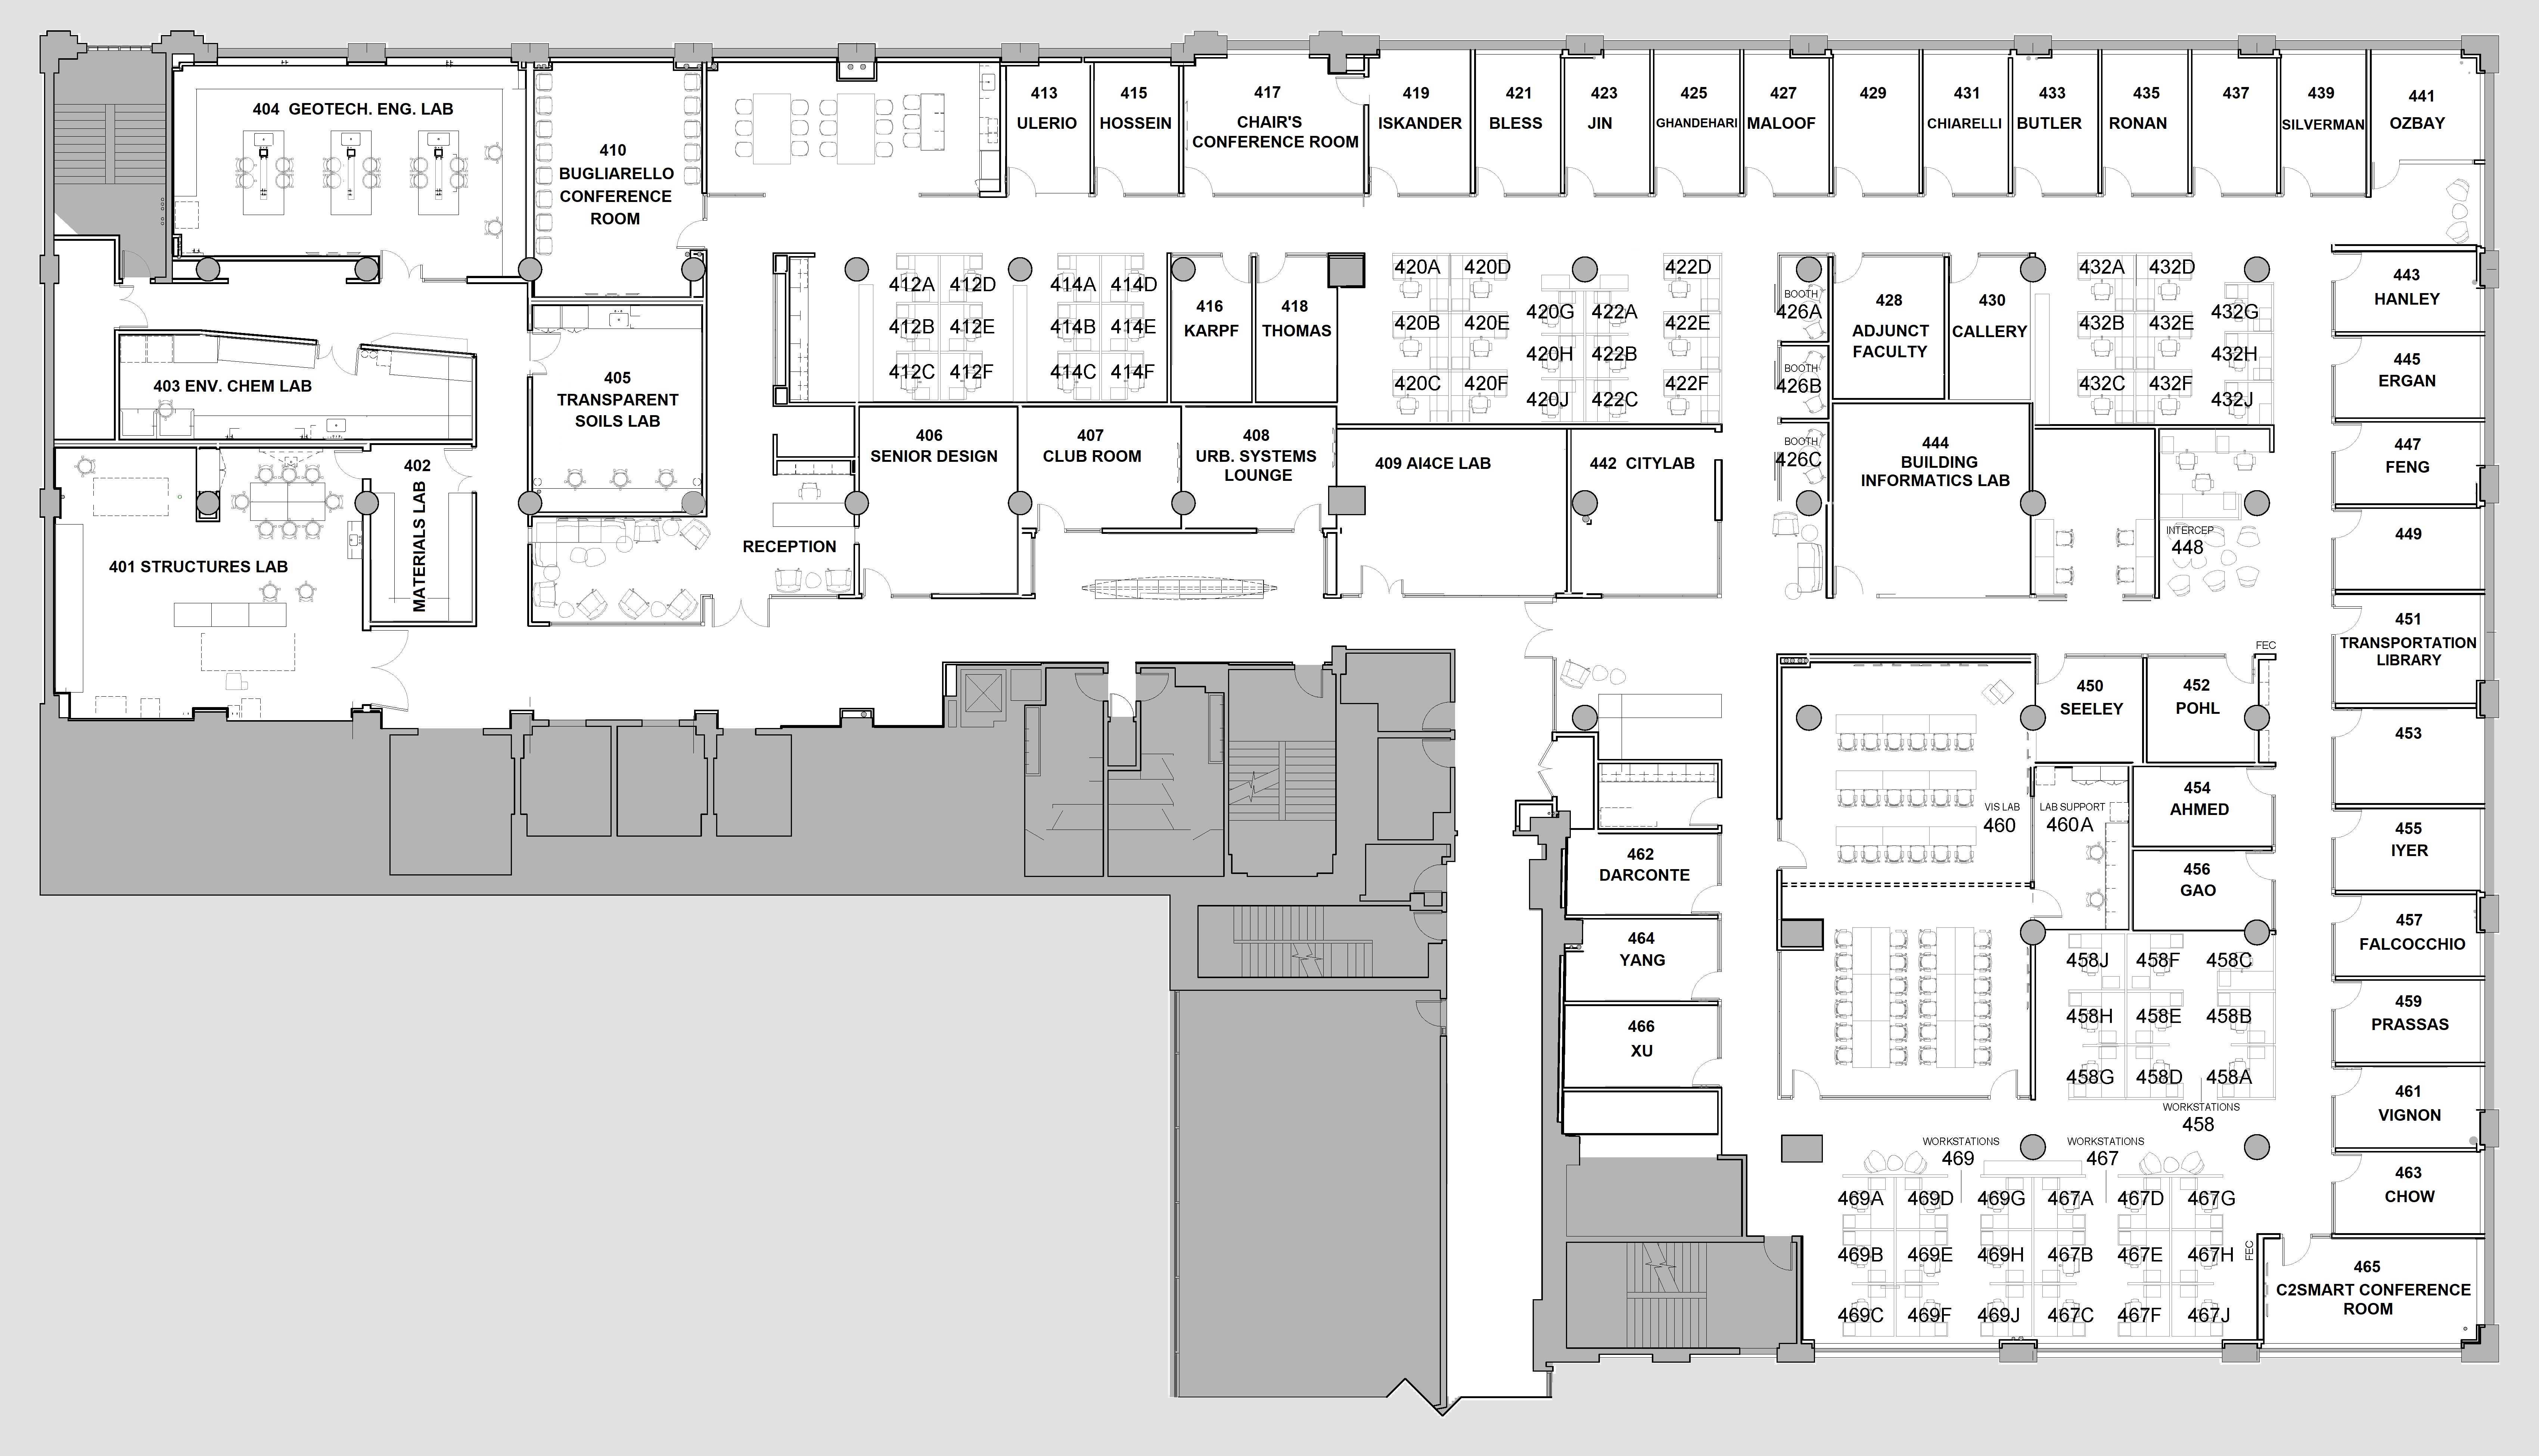 404 GEOTECH. ENG. LAB
410
BUGLIARELLO
CONFERENCE
ROOM
413
ULERIO
415
HOSSEIN
417
CHAIR'S
CONFERENCE ROOM
419
ISKANDER
421
BLESS
423
JIN
425
GHANDEHARI
427
MALOOF
429
431
CHIARELLI
433
BUTLER
435
RONAN
437
439
SILVERMAN
441
OZBAY
403 ENV. CHEM LAB
405
TRANSPARENT
SOILS LAB
412A
412D
412B
412E
412C
412F
414A
414D
414B
414E
414C
414F
416
KARPF
418
THOMAS
420A
420D
420B
420E
420C
420F
420G
422A
420H
422B
420J
422C
422D
422E
422F
BOOTH
426A
BOOTH
426B
BOOTH
426C
428
ADJUNCT
FACULTY
430
CALLERY
432A
432D
432B
432E
432C
432F
432G
432H
432J
443
HANLEY
445
ERGAN
447
FENG
449
451
TRANSPORTATION
LIBRARY
402
MATERIALS LAB
401 STRUCTURES LAB
RECEPTION
406
SENIOR DESIGN
407
CLUB ROOM
408
URB. SYSTEMS
LOUNGE
409 AI4CE LAB
442 CITYLAB
444
BUILDING
INFORMATICS LAB
INTERCEP
448
FEC
450
SEELEY
452
POHL
453
454
AHMED
VIS LAB
460
LAB SUPPORT
460A
455
IYER
456
GAO
457
FALCOCCHIO
462
DARCONTE
464
YANG
466
XU
458J
458F
458C
458H
458E
458B
458G
458D
458A
WORKSTATIONS
458
459
PRASSAS
461
VIGNON
463
CHOW
WORKSTATIONS
469
WORKSTATIONS
467
469A
469D
469G
467A
467D
467G
469B
469E
469H
467B
467E
467H
469C
469F
469J
467C
467F
467J
FEC
465
C2SMART CONFERENCE
ROOM